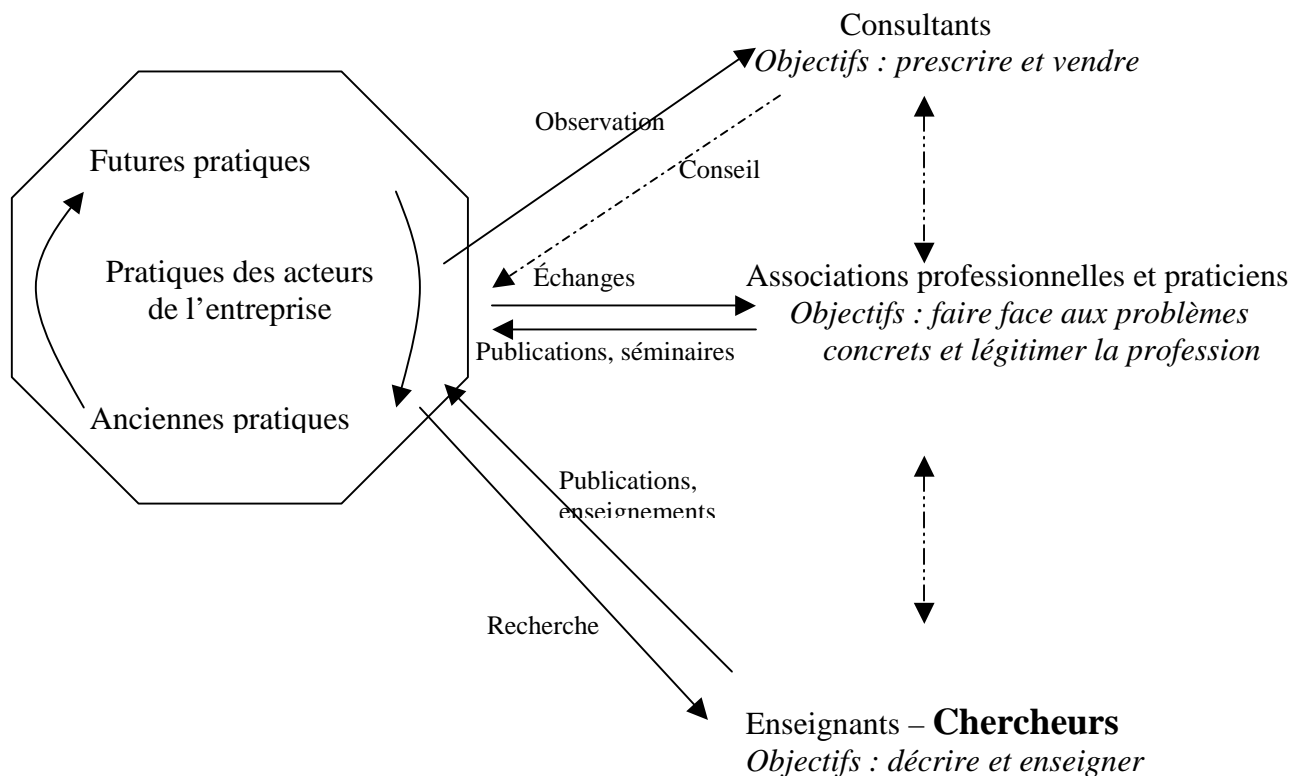 Consultants
Objectifs : prescrire et vendre
Observation
Conseil
Futures pratiques
Pratiques des acteurs
de l’entreprise
Anciennes pratiques
Échanges
Publications, séminaires
Associations professionnelles et praticiens
Objectifs : faire face aux problèmes
concrets et légitimer la profession
Publications,
enseignements
Recherche
Enseignants – Chercheurs
Objectifs : décrire et enseigner